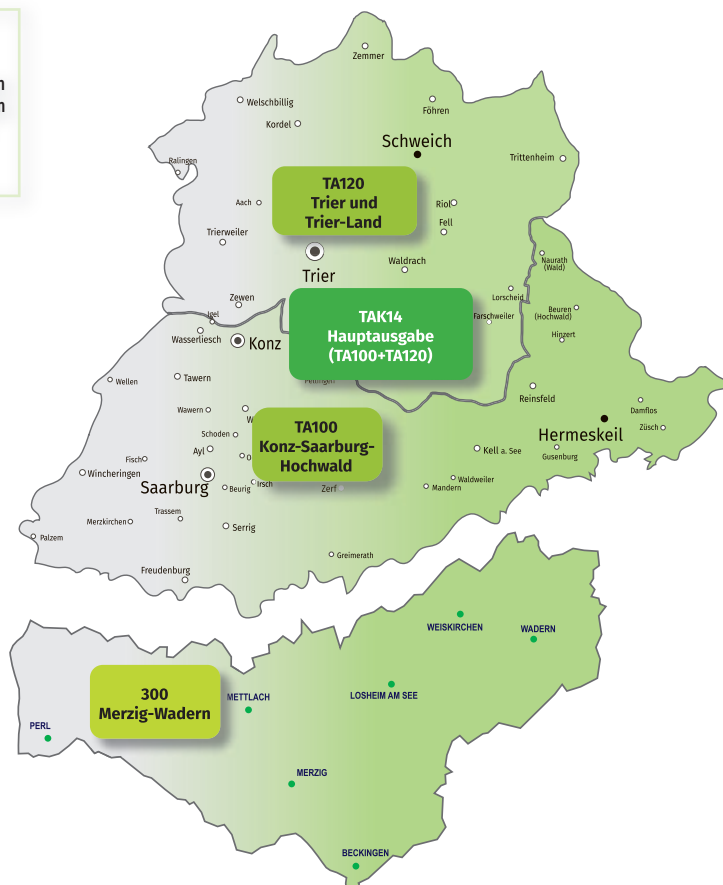 Zemmer
Welschbillig
Föhren
Kordel
Schweich
Ralingen
Trittenheim
TA120
Trier und
Trier-Land
Aach
Riol
Fell
Trierweiler
Trier
Waldrach
Naurath
(Wald)
Zewen
Lorscheid
Igel
Farschweiler
Beuren
(Hochwald)
TAK14
Hauptausgabe
(TA100+TA120)
Wasserliesch
Konz
Hinzert
Wellen
Tawern
Pellingen
Reinsfeld
Wawern
Damflos
Züsch
Schoden
TA100
Konz-Saarburg-
Hochwald
Hermeskeil
Ayl
Kell a. See
Gusenburg
Fisch
Wincheringen
Saarburg
Beurig
Irsch
Zerf
Waldweiler
Mandern
Merzkirchen
Trassem
Serrig
Palzem
Greimerath
Freudenburg
WEISKIRCHEN
WADERN
300
Merzig-Wadern
METTLACH
LOSHEIM AM SEE
PERL
MERZIG
BECKINGEN